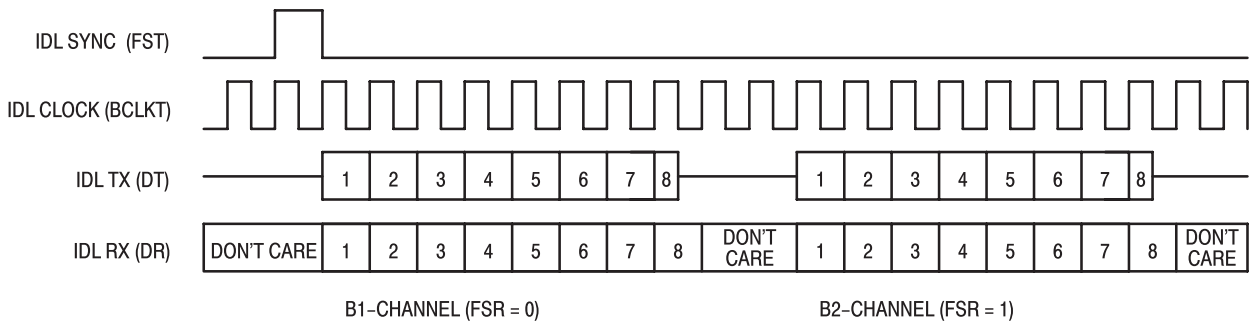 IDL SYNC (FST)
IDL CLOCK (BCLKT)
IDL TX (DT) 1 2 3 4 5 6 7 8 1 2 3 4 5 6 7 8
IDL RX (DR) DON'T CARE 1 2 3 4 5 6 7 8 DON'T CARE 1 2 3 4 5 6 7 8 DON'T CARE
B1–CHANNEL (FSR = 0) B2–CHANNEL (FSR = 1)